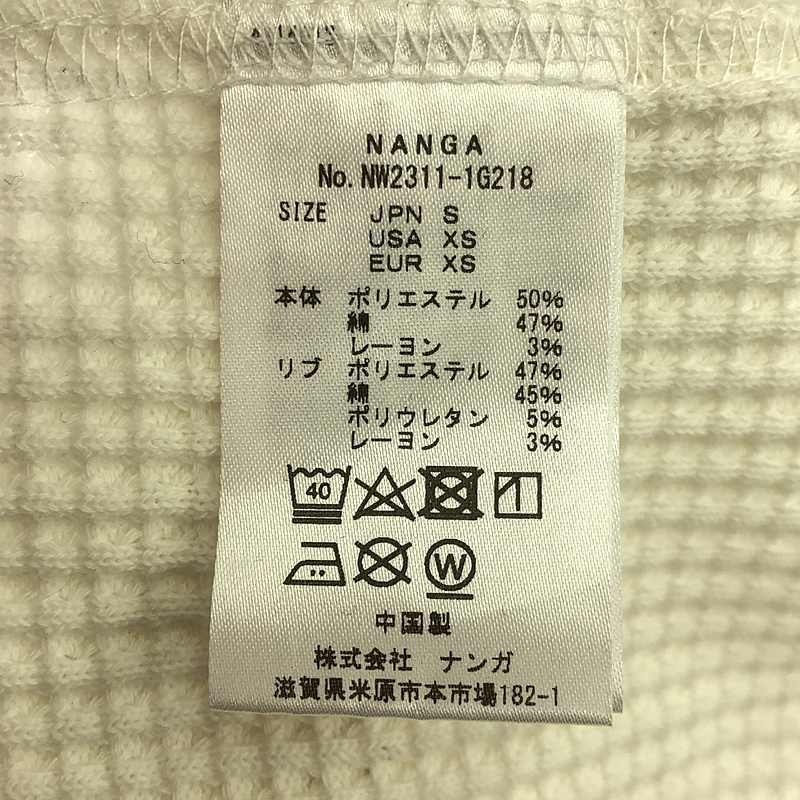 NANGA
No. NW2311-1G218
SIZE JPN S
USA XS
EUR XS
本体 ポリエステル 50%
綿 47%
レーヨン 3%
リブ ポリエステル 47%
綿 45%
ポリウレタン 5%
レーヨン 3%
40
W
中国製
株式会社 ナンガ
滋賀県米原市本市場182-1